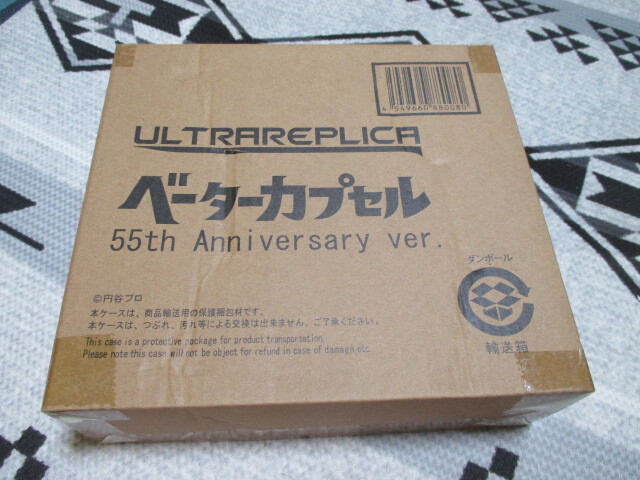 4 549660 880080
ULTRAREPLICA
ベーターカプセル
55th Anniversary ver.
ダンボール
輸送箱
©円谷プロ
本ケースは、商品輸送用の保護梱包材です。
本ケースは、つぶれ、汚れ等による交換は出来ません、ご了承ください。
This case is a protective package for product transportation.
Please note this case will not be object for refund in case of damage etc.